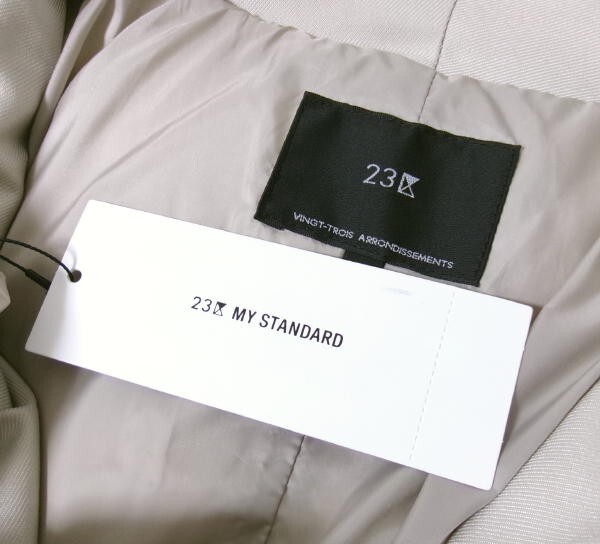 23区
VINGT-TROIS ARRONDISSEMENTS
23区 MY STANDARD